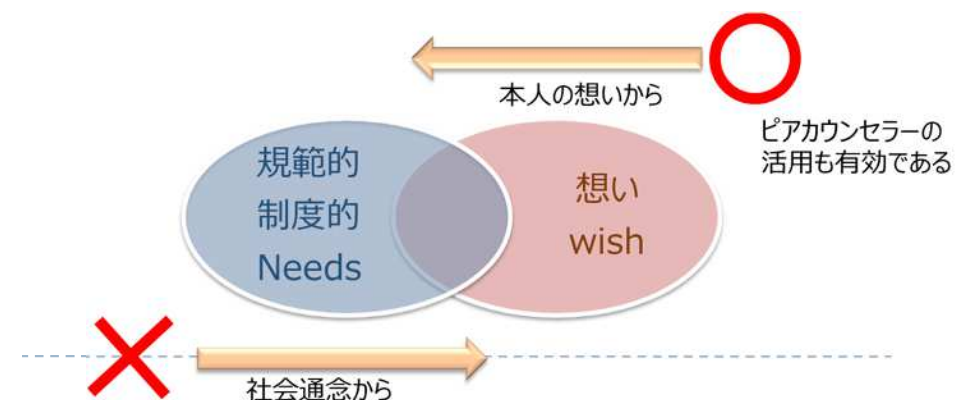 本人の想いから
ピアカウンセラーの
活用も有効である
規範的
制度的
Needs
想い
wish
社会通念から